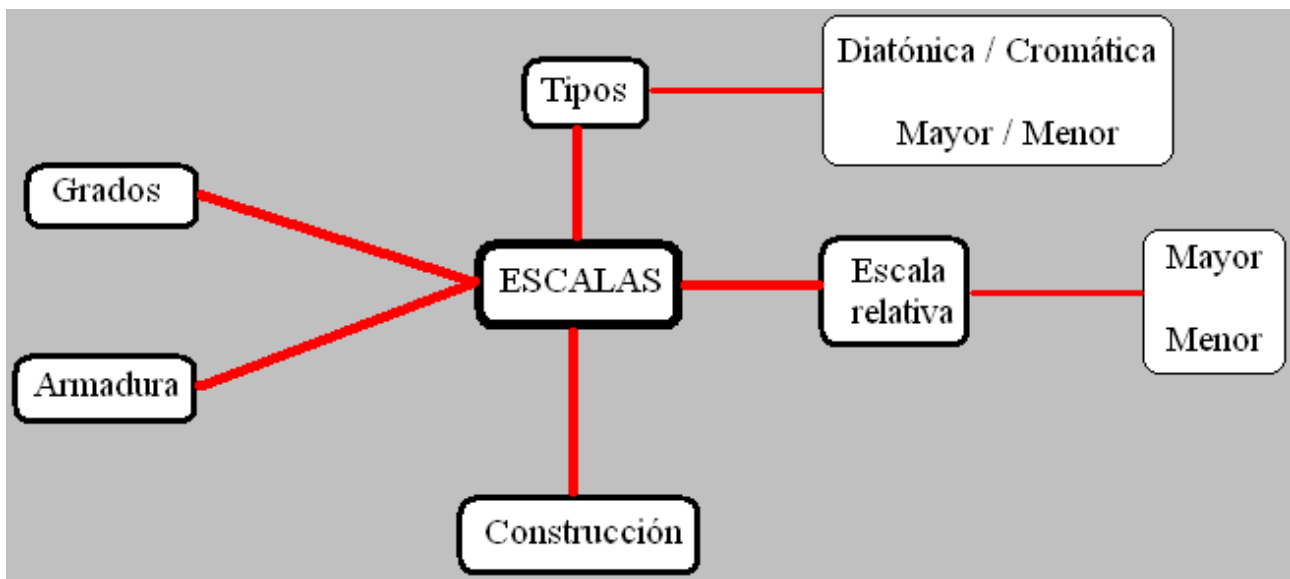 Tipos
Diatónica / Cromática
Mayor / Menor
Grados
ESCALAS
Escala
relativa
Mayor
Menor
Armadura
Construcción